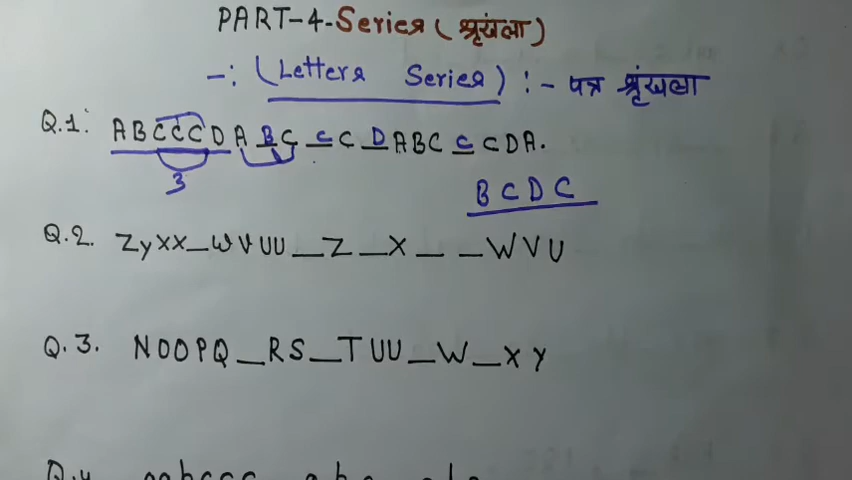 PART-4-Series (श्रृंखला)
-: (Letters Series) :- पत्र श्रृंखला
Q.1: ABCCCDA B C C C D ABC C CDA.
3
BCDC
Q.2. ZyXX_WVUU_Z_X_ _WVU
Q.3. NOOPQ_RS_TUU_W_XY